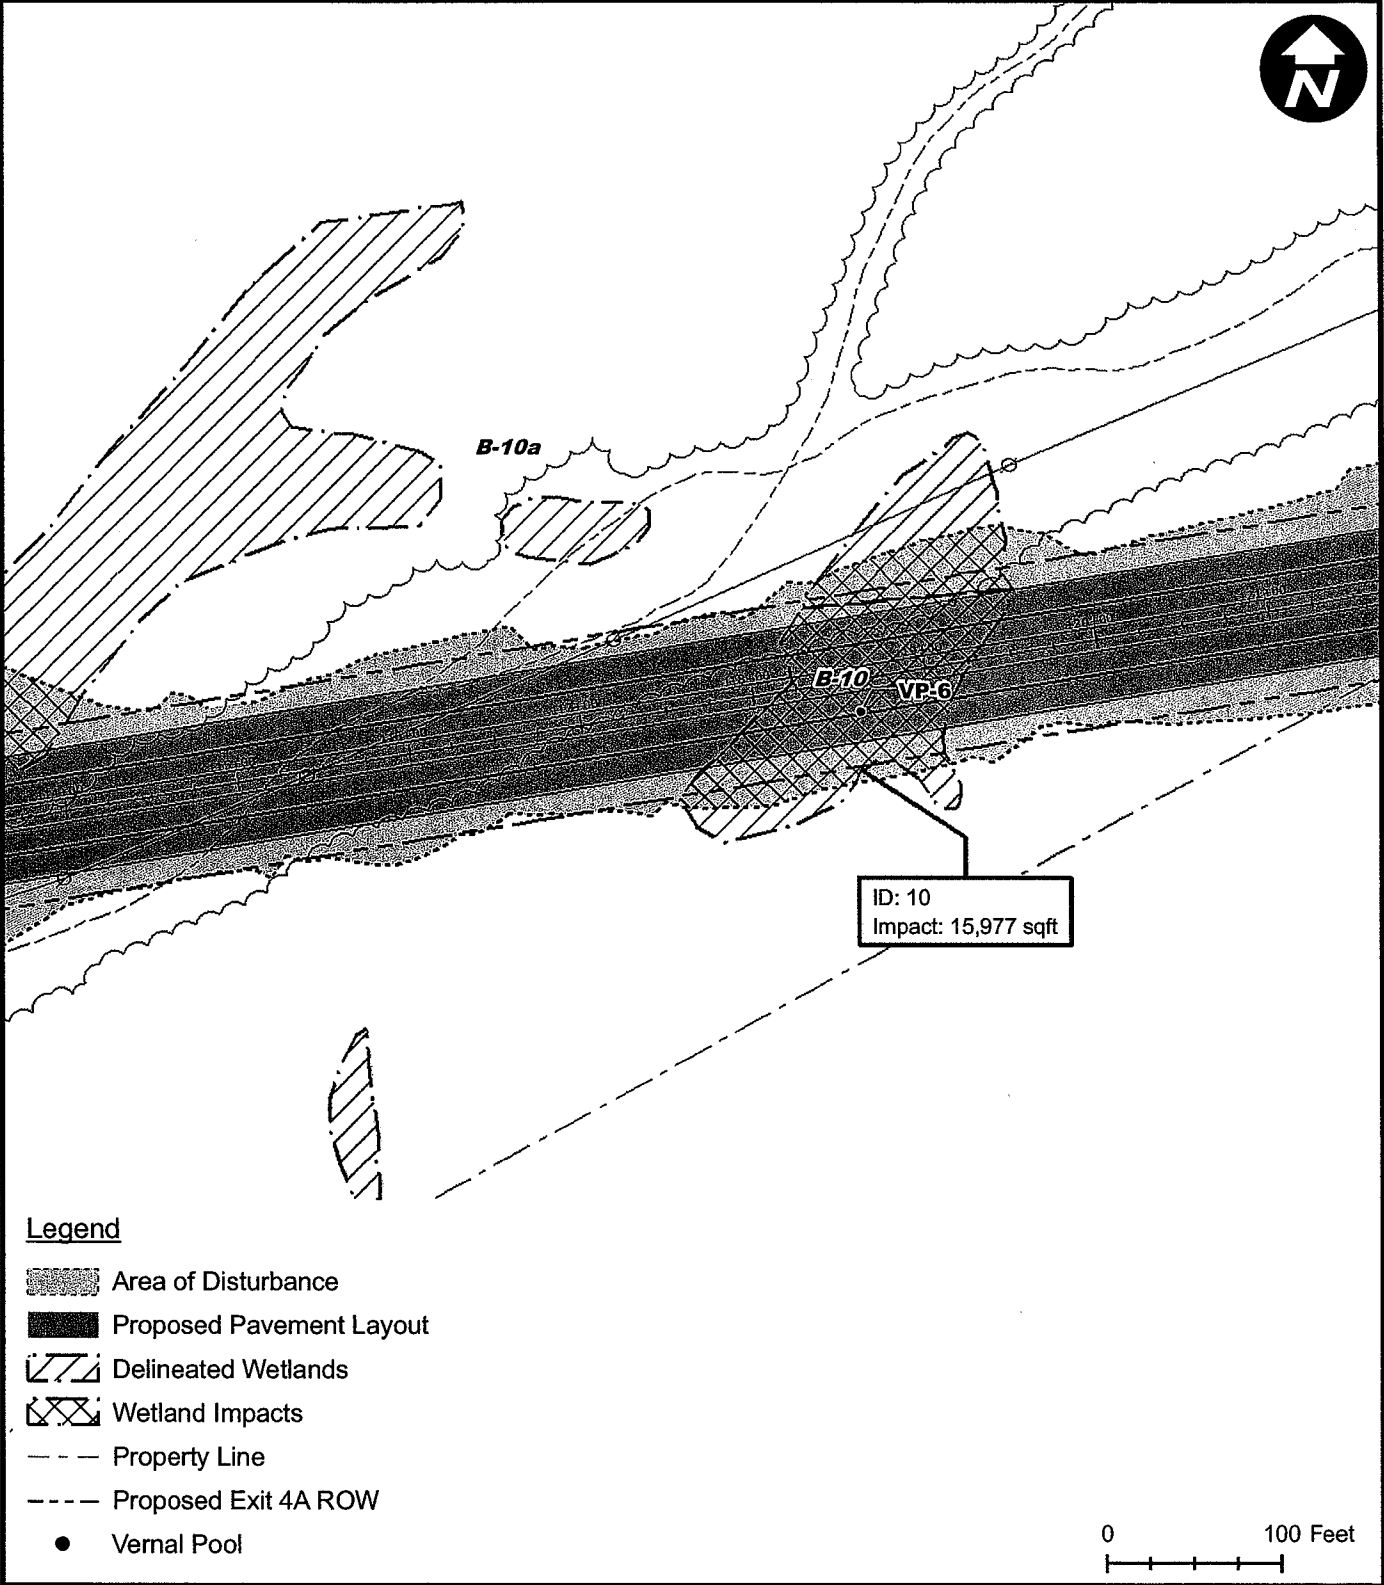 N
B-10a
B-10
VP-6
ID: 10
Impact: 15,977 sqft
Legend
Area of Disturbance
Proposed Pavement Layout
Delineated Wetlands
Wetland Impacts
Property Line
Proposed Exit 4A ROW
Vernal Pool
0 100 Feet